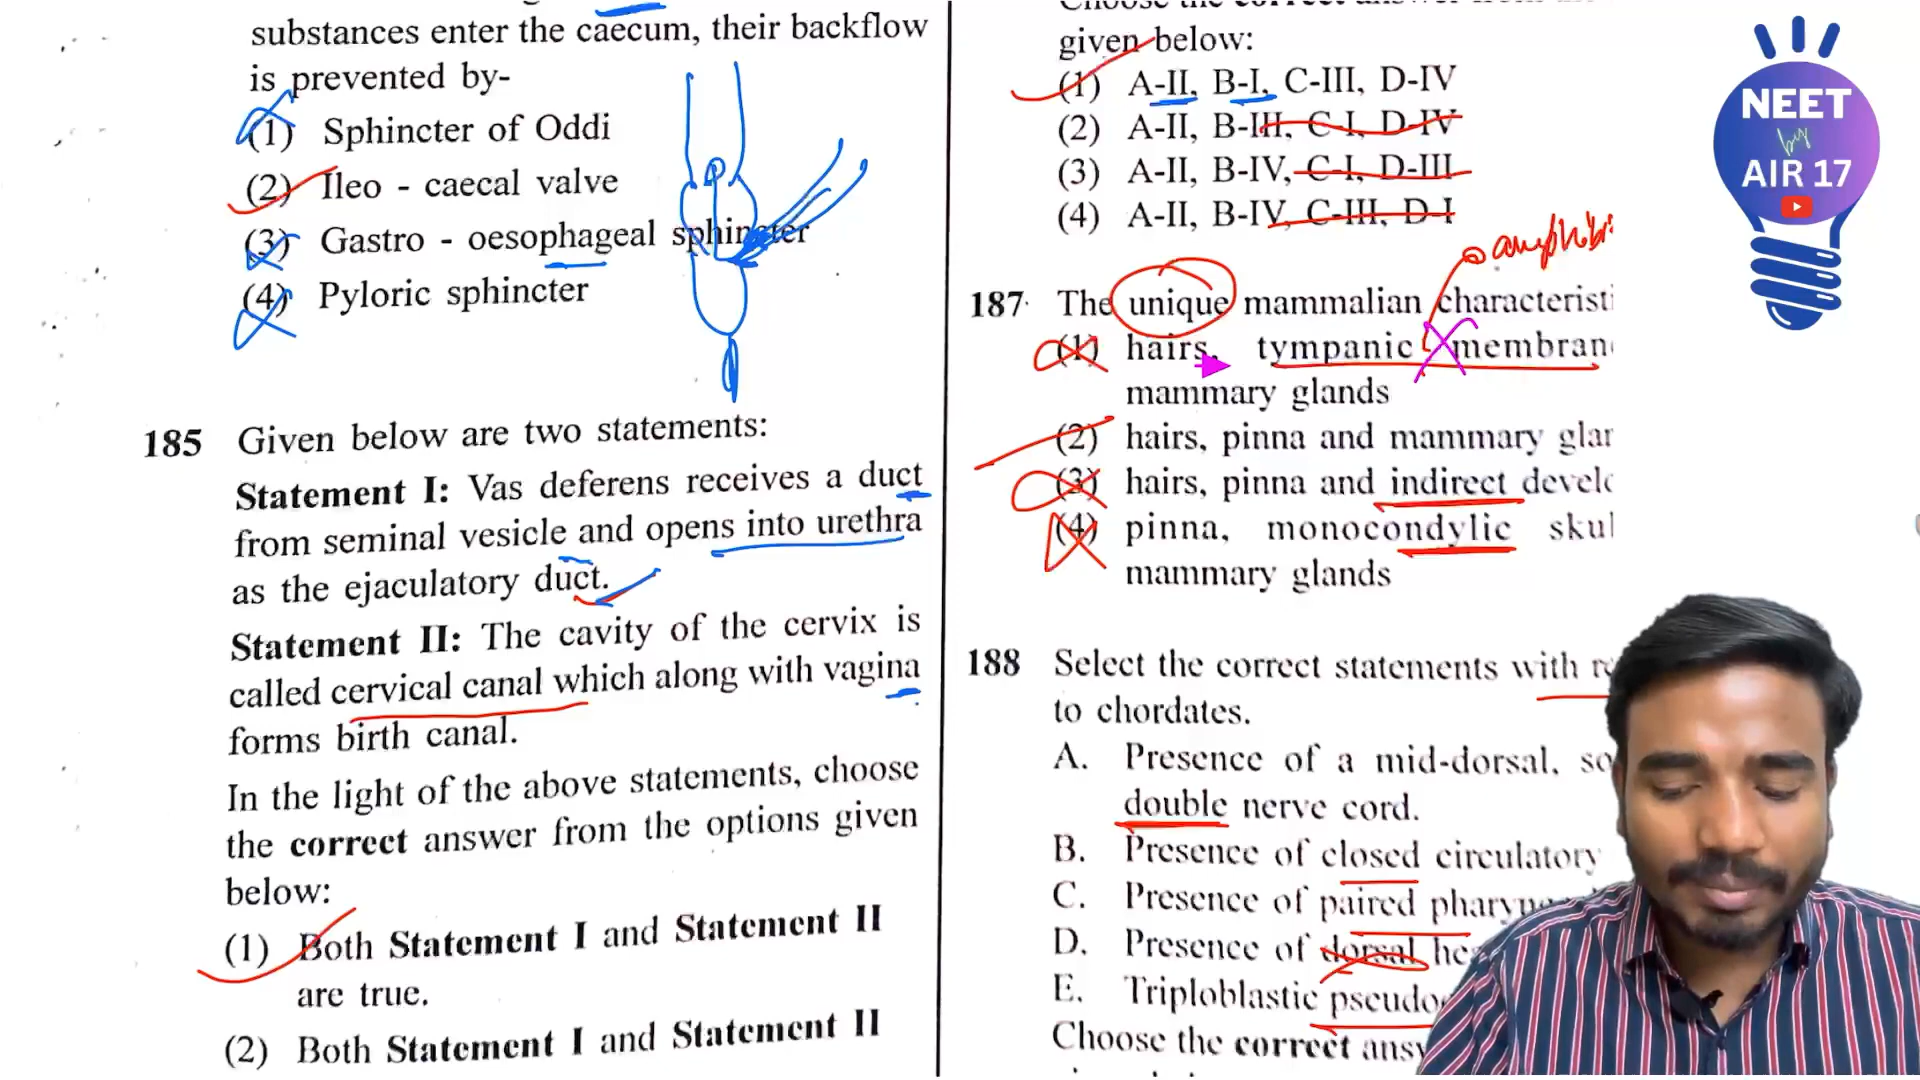 substances enter the caecum, their backflow
is prevented by-
(1) Sphincter of Oddi
(2) Ileo - caecal valve
(3) Gastro - oesophageal sphincter
(4) Pyloric sphincter
185 Given below are two statements:
Statement I: Vas deferens receives a duct
from seminal vesicle and opens into urethra
as the ejaculatory duct.
Statement II: The cavity of the cervix is
called cervical canal which along with vagina
forms birth canal.
In the light of the above statements, choose
the correct answer from the options given
below:
(1) Both Statement I and Statement II
are true.
(2) Both Statement I and Statement II
given below:
(1) A-II, B-I, C-III, D-IV
(2) A-II, B-III, C-I, D-IV
(3) A-II, B-IV, C-I, D-III
(4) A-II, B-IV, C-III, D-I
187. The unique mammalian characteristi
(1) hairs, tympanic membran
mammary glands
(2) hairs, pinna and mammary glan
(3) hairs, pinna and indirect develo
(4) pinna, monocondylic skul
mammary glands
188 Select the correct statements with re
to chordates.
A. Presence of a mid-dorsal, so
double nerve cord.
B. Presence of closed circulatory
C. Presence of paired pharyng
D. Presence of dorsal hea
E. Triploblastic pseudo
Choose the correct answ
NEET
by
AIR 17